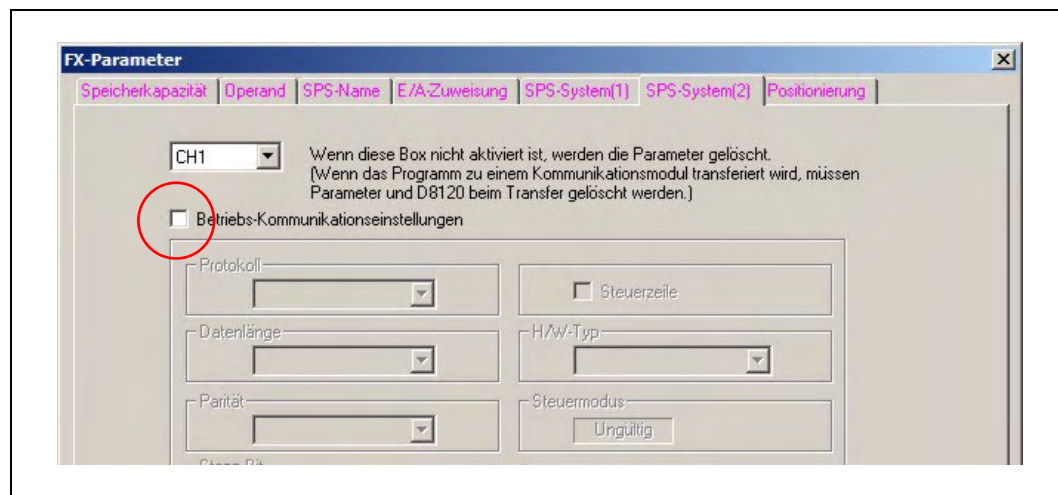 FX-Parameter
Speicherkapazität Operand SPS-Name E/A-Zuweisung SPS-System(1) SPS-System(2) Positionierung
CH1
Wenn diese Box nicht aktiviert ist, werden die Parameter gelöscht.
(Wenn das Programm zu einem Kommunikationsmodul transferiert wird, müssen
Parameter und D8120 beim Transfer gelöscht werden.)
Betriebs-Kommunikationseinstellungen
Protokoll
Steuerzeile
Datenlänge
H/W-Typ
Parität
Steuermodus
Ungültig